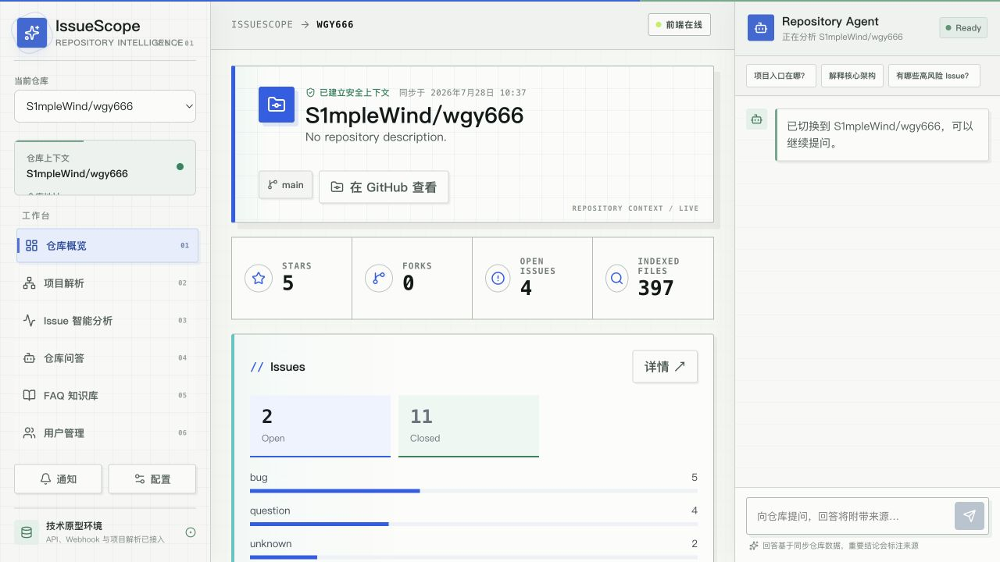 IssueScope
REPOSITORY INTELLIGENCE
当前仓库
S1mpleWind/wgy666
仓库上下文
S1mpleWind/wgy666
工作台
仓库概览 01
项目解析 02
Issue 智能分析 03
仓库问答 04
FAQ 知识库 05
用户管理 06
通知
配置
技术原型环境
API、Webhook 与项目解析已接入
ISSUESCOPE → WGY666
前端在线
已建立安全上下文 同步于 2026年7月28日 10:37
S1mpleWind/wgy666
No repository description.
main
在 GitHub 查看
REPOSITORY CONTEXT / LIVE
STARS
5
FORKS
0
OPEN
ISSUES
4
INDEXED
FILES
397
// Issues
详情 ↗
2
Open
11
Closed
bug 5
question 4
unknown 2
Repository Agent
正在分析 S1mpleWind/wgy666
Ready
项目入口在哪?
解释核心架构
有哪些高风险 Issue?
已切换到 S1mpleWind/wgy666，可以
继续提问。
向仓库提问，回答将附带来源...
回答基于同步仓库数据，重要结论会标注来源